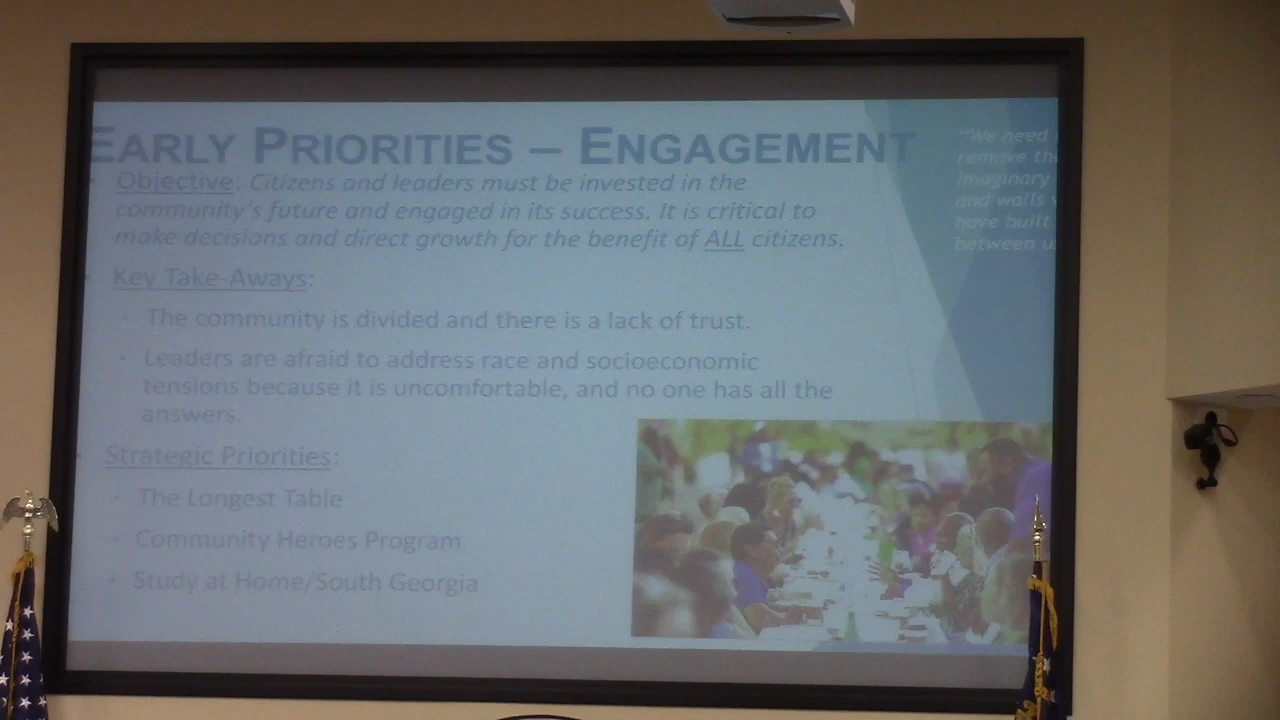 EARLY PRIORITIES – ENGAGEMENT
Objective: Citizens and leaders must be invested in the
community's future and engaged in its success. It is critical to
make decisions and direct growth for the benefit of ALL citizens.
Key Take-Aways:
The community is divided and there is a lack of trust.
Leaders are afraid to address race and socioeconomic
tensions because it is uncomfortable, and no one has all the
answers.
Strategic Priorities:
The Longest Table
Community Heroes Program
Study at Home/South Georgia
"We need
remove
imaginary
and walls
have built
between